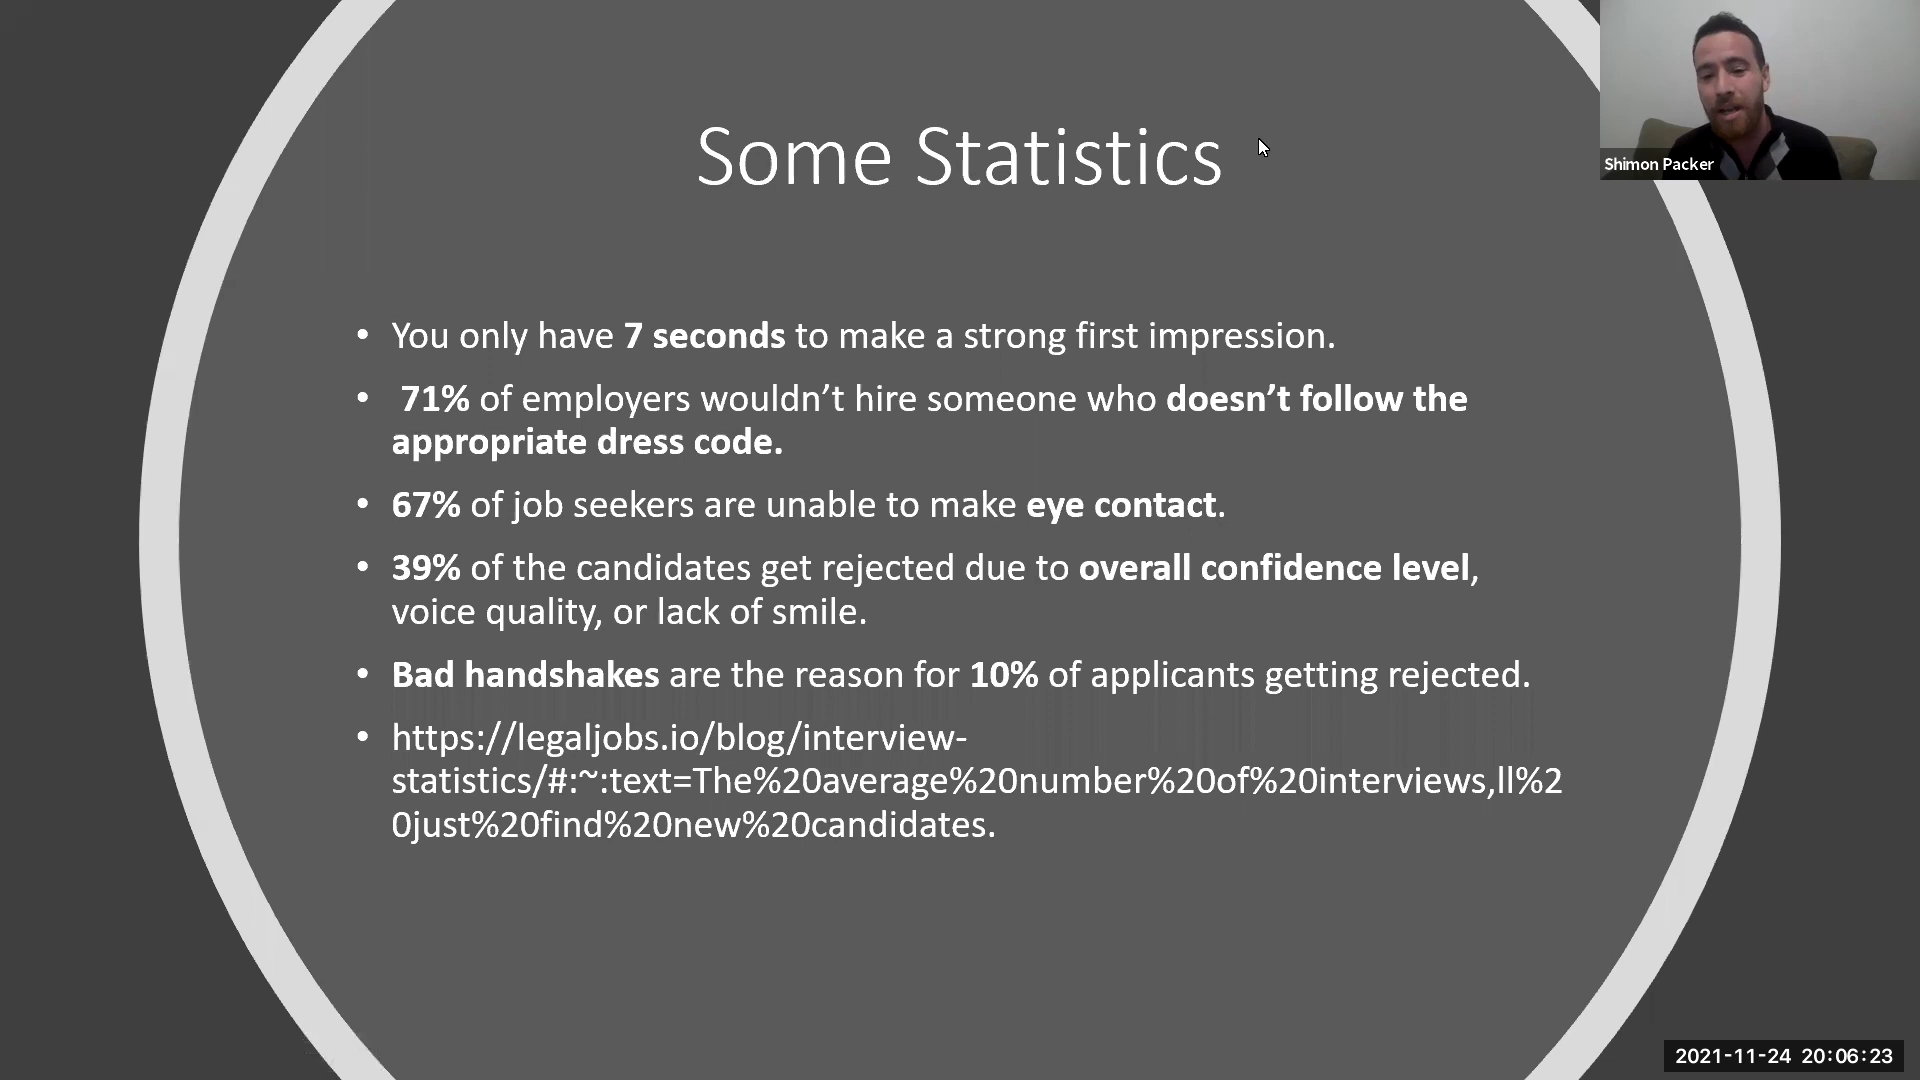 Some Statistics
Shimon Packer
• You only have 7 seconds to make a strong first impression.
• 71% of employers wouldn’t hire someone who doesn’t follow the
appropriate dress code.
• 67% of job seekers are unable to make eye contact.
• 39% of the candidates get rejected due to overall confidence level,
voice quality, or lack of smile.
• Bad handshakes are the reason for 10% of applicants getting rejected.
• https://legaljobs.io/blog/interview-
statistics/#:~:text=The%20average%20number%20of%20interviews,ll%2
0just%20find%20new%20candidates.
2021-11-24 20:06:23